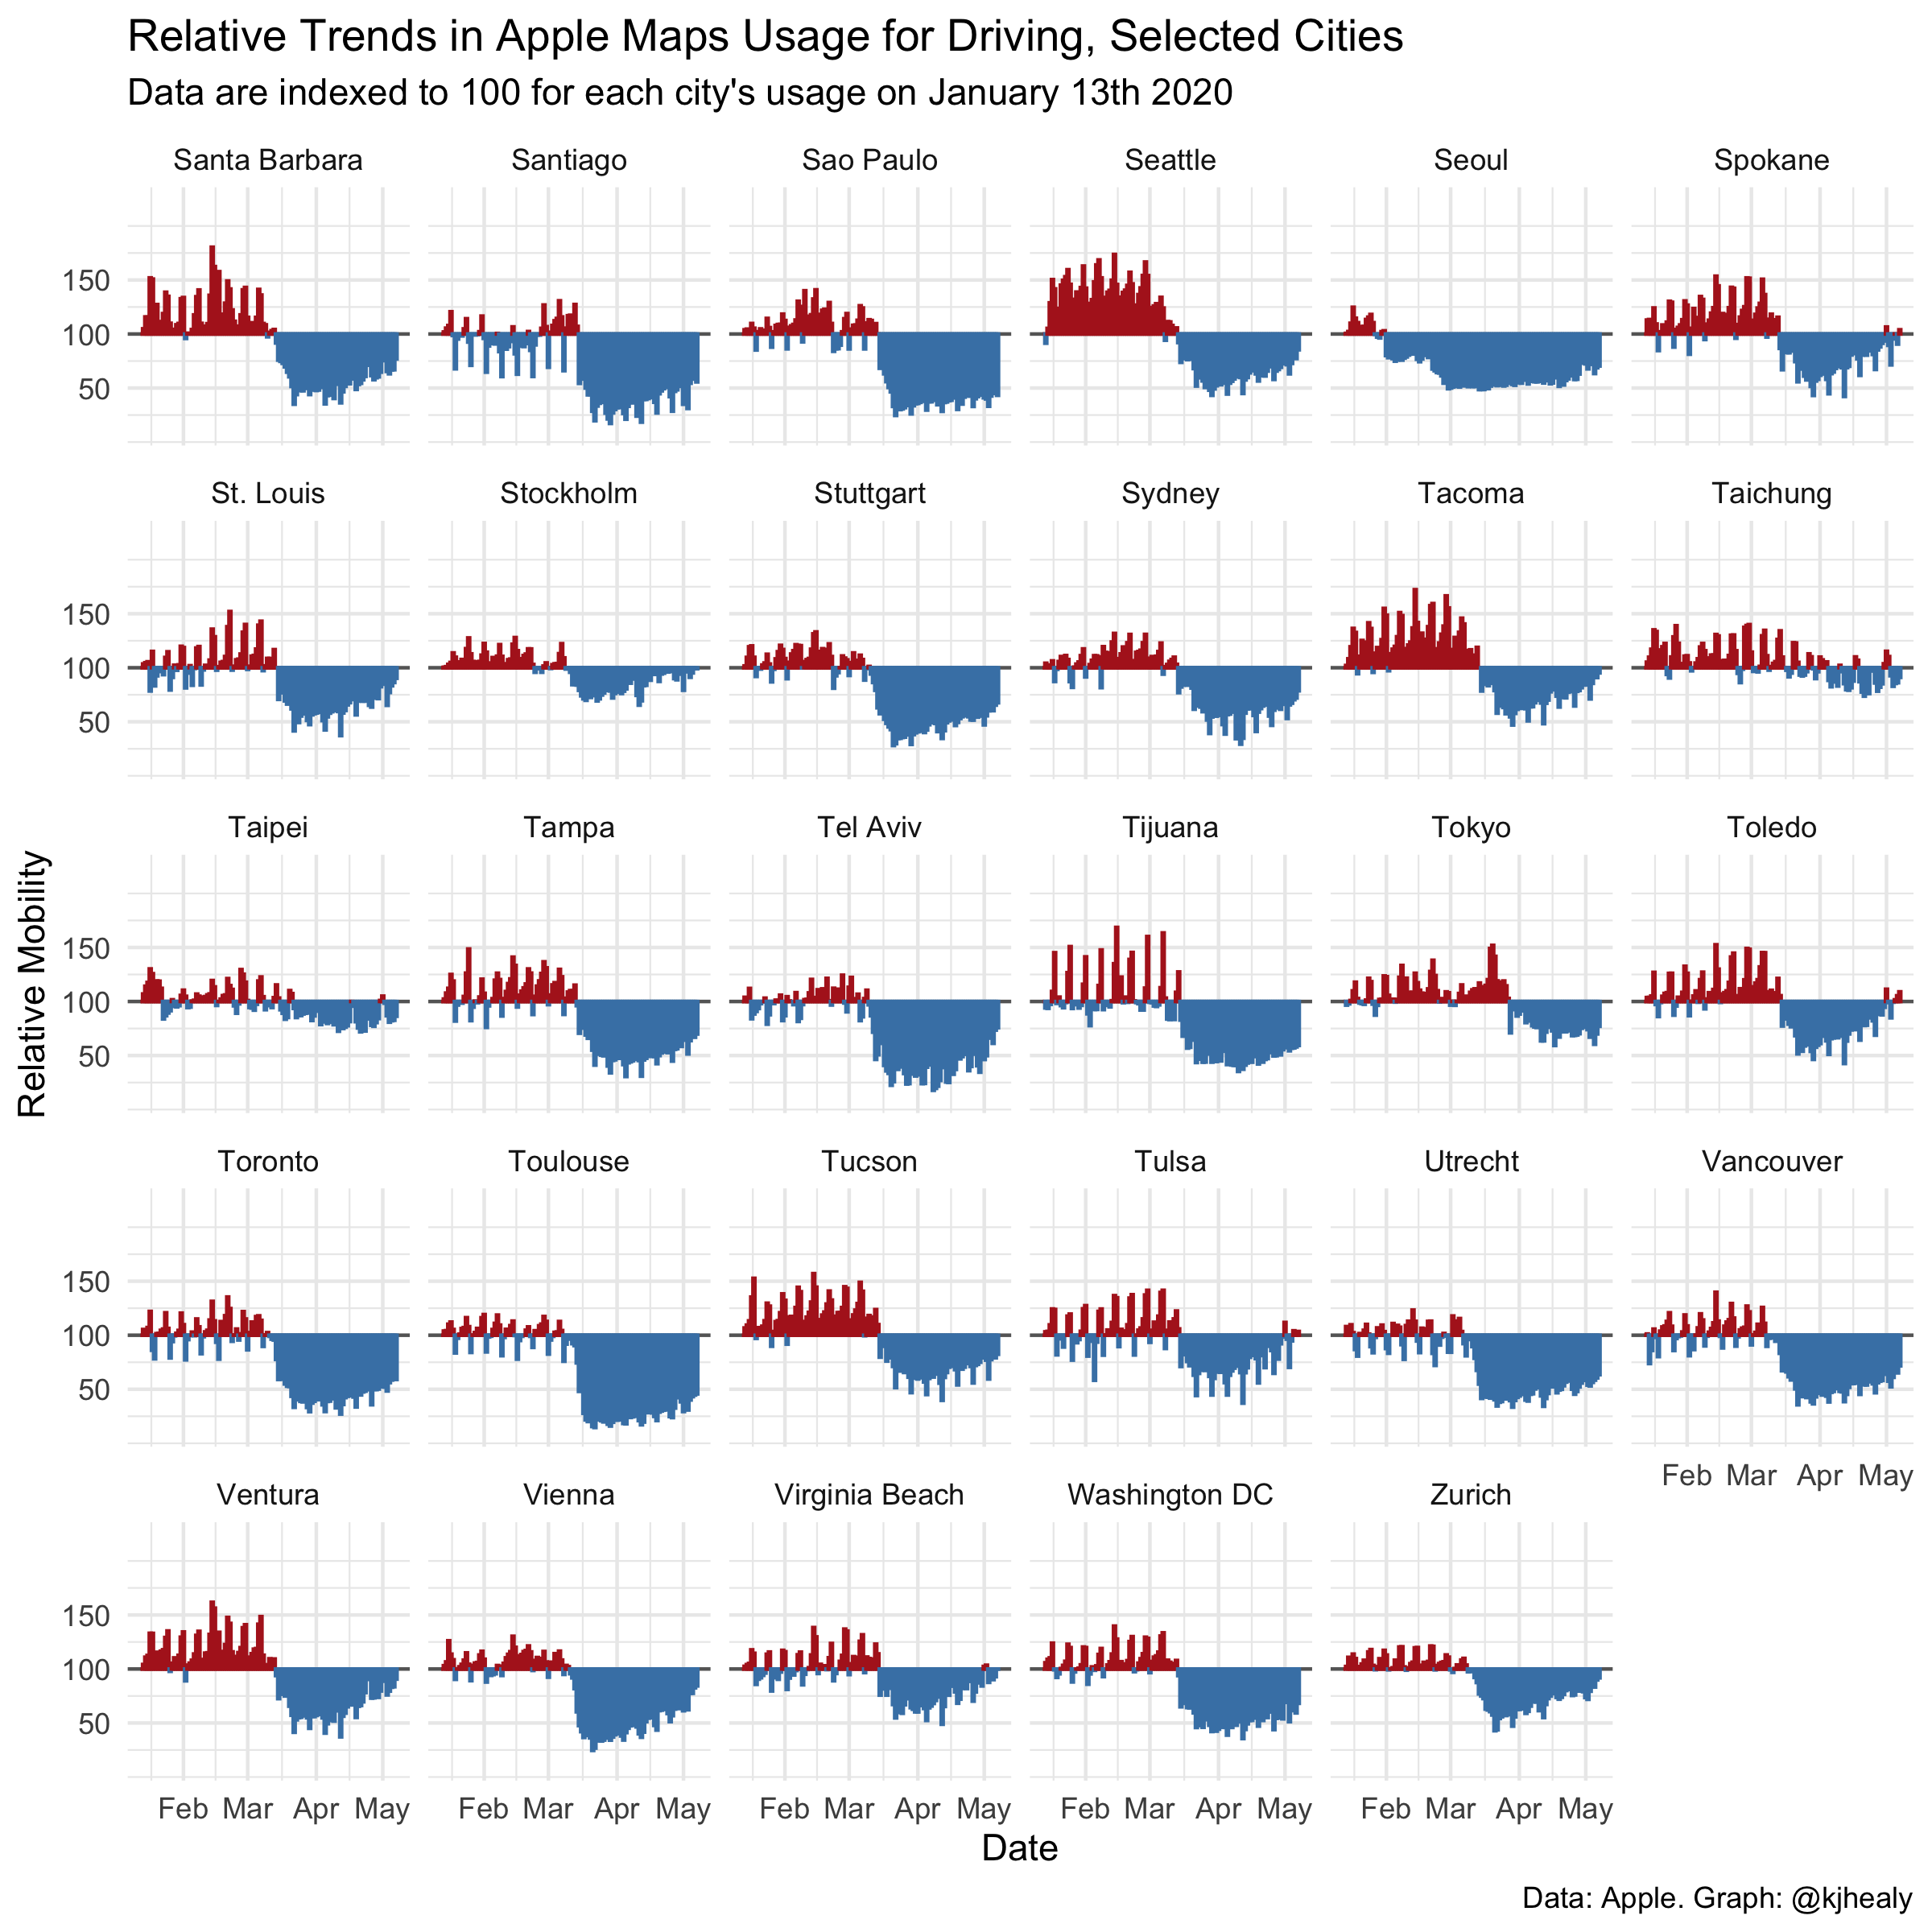 Relative Trends in Apple Maps Usage for Driving, Selected Cities
Data are indexed to 100 for each city's usage on January 13th 2020
Santa Barbara Santiago Sao Paulo Seattle Seoul Spokane
150
100
50
St. Louis Stockholm Stuttgart Sydney Tacoma Taichung
150
100
50
Taipei Tampa Tel Aviv Tijuana Tokyo Toledo
150
100
50
Relative Mobility
Toronto Toulouse Tucson Tulsa Utrecht Vancouver
150
100
50
Feb Mar Apr May
Ventura Vienna Virginia Beach Washington DC Zurich
150
100
50
Feb Mar Apr May Feb Mar Apr May Feb Mar Apr May Feb Mar Apr May Feb Mar Apr May
Date
Data: Apple. Graph: @kjhealy